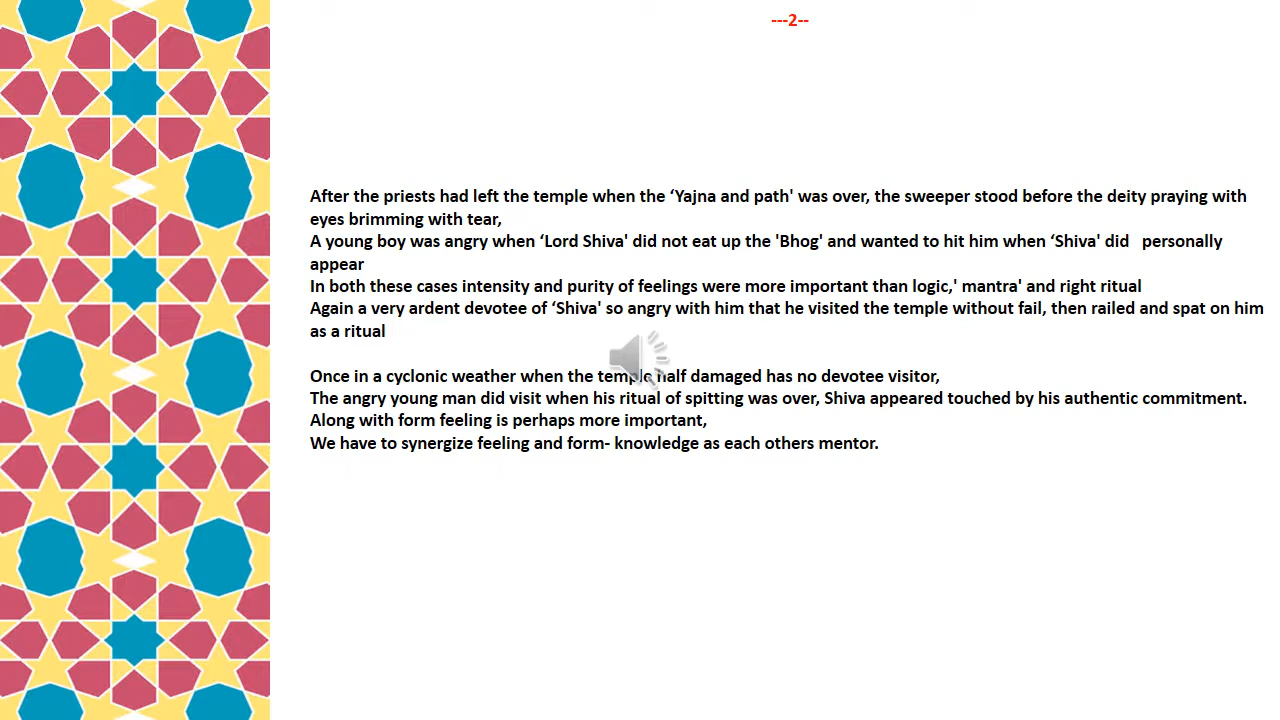 ---2--
After the priests had left the temple when the ‘Yajna and path' was over, the sweeper stood before the deity praying with
eyes brimming with tear,
A young boy was angry when ‘Lord Shiva' did not eat up the 'Bhog' and wanted to hit him when ‘Shiva' did personally
appear
In both these cases intensity and purity of feelings were more important than logic,' mantra' and right ritual
Again a very ardent devotee of ‘Shiva' so angry with him that he visited the temple without fail, then railed and spat on him
as a ritual
Once in a cyclonic weather when the temple half damaged has no devotee visitor,
The angry young man did visit when his ritual of spitting was over, Shiva appeared touched by his authentic commitment.
Along with form feeling is perhaps more important,
We have to synergize feeling and form- knowledge as each others mentor.